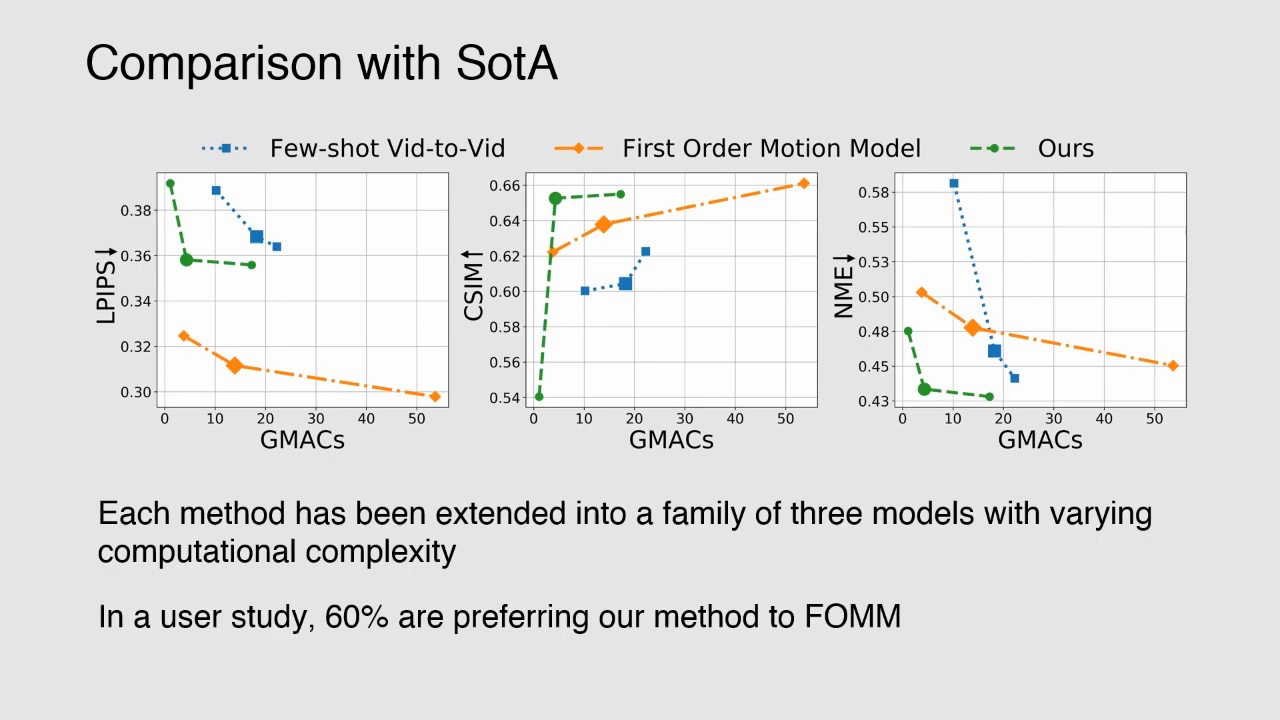 Comparison with SotA
Few-shot Vid-to-Vid
First Order Motion Model
Ours
LPIPS↓
0.38
0.36
0.34
0.32
0.30
0 10 20 30 40 50
GMACs
CSIM↑
0.66
0.64
0.62
0.60
0.58
0.56
0.54
0 10 20 30 40 50
GMACs
NME↓
0.58
0.55
0.53
0.50
0.48
0.45
0.43
0 10 20 30 40 50
GMACs
Each method has been extended into a family of three models with varying
computational complexity
In a user study, 60% are preferring our method to FOMM